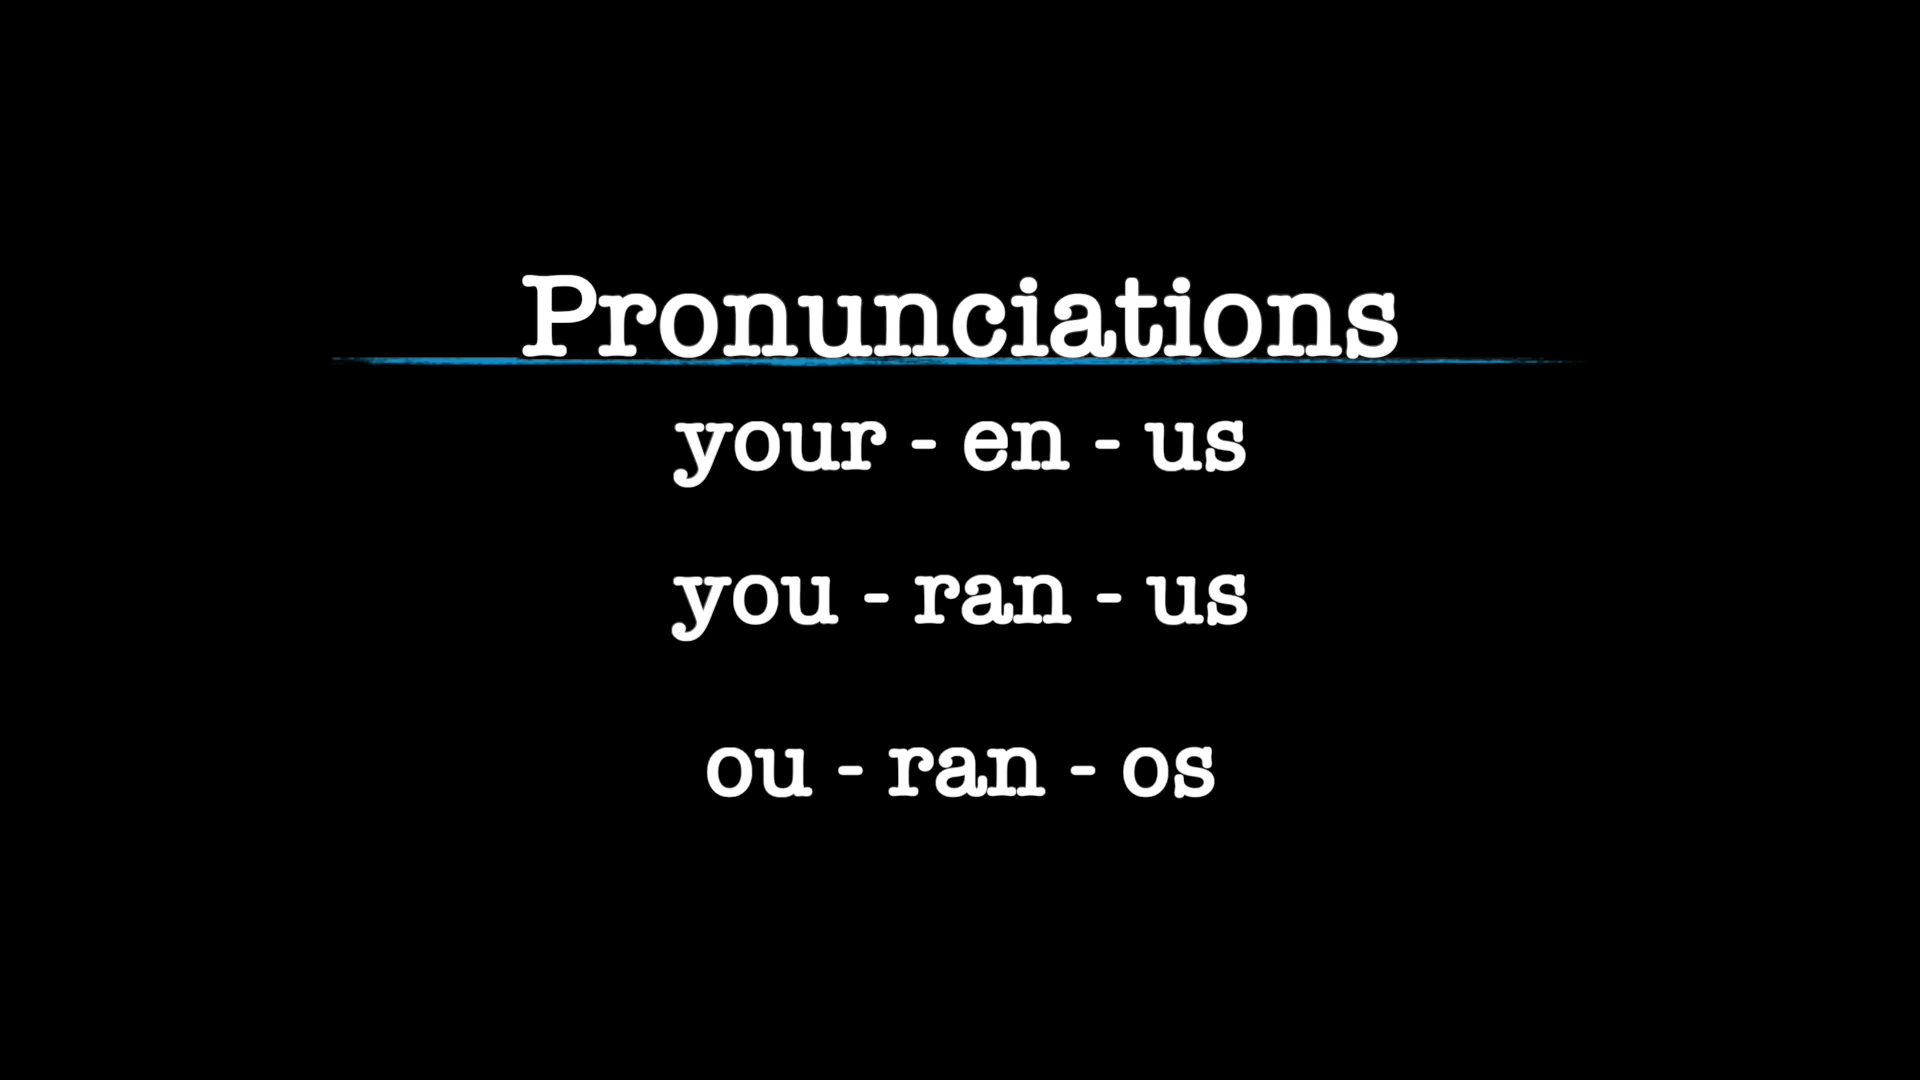 Pronunciations
your - en - us
you - ran - us
ou - ran - os